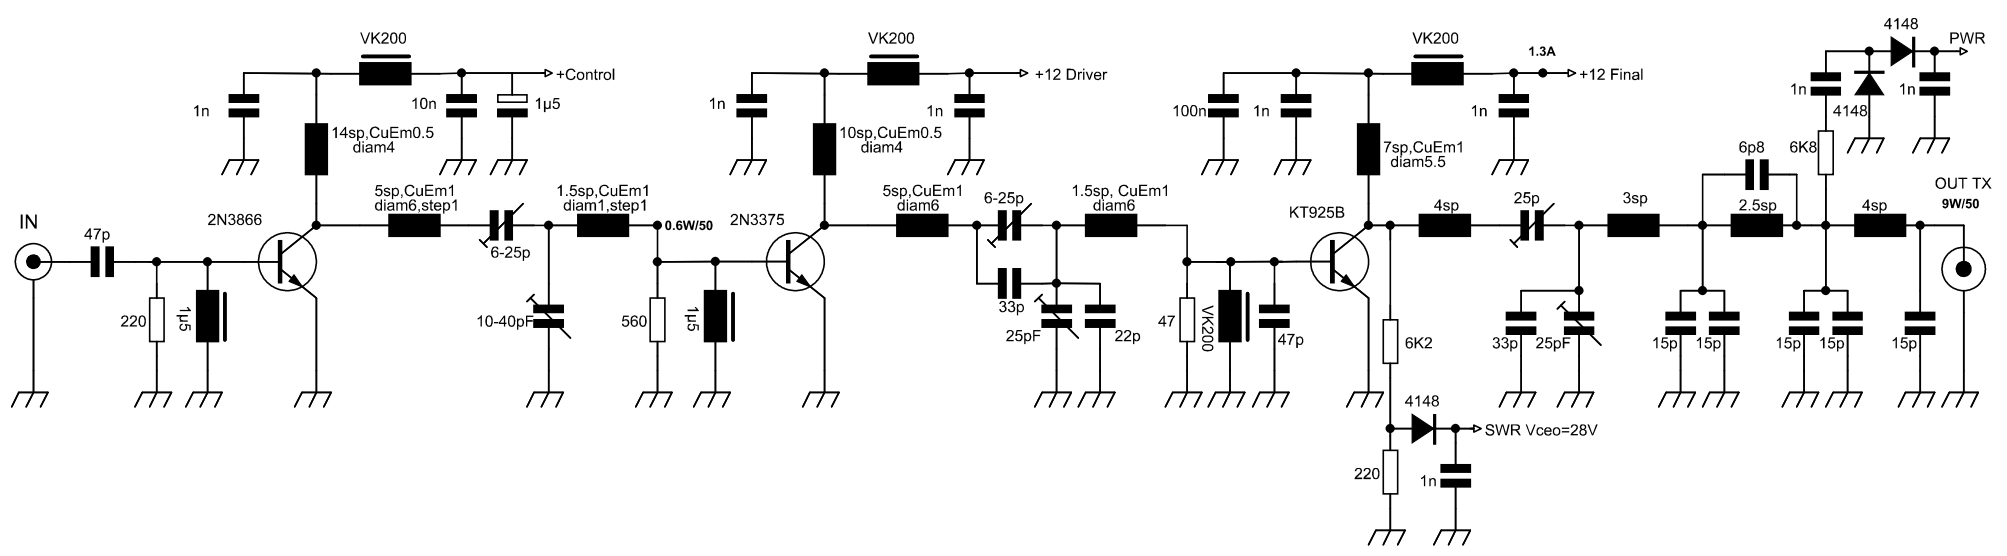 VK200
1n
10n
1µ5
+Control
14sp,CuEm0.5
diam4
5sp,CuEm1
diam6,step1
1.5sp,CuEm1
diam1,step1
2N3866
IN
47p
220
1µ5
6-25p
10-40pF
0.6W/50
VK200
1n
1n
+12 Driver
10sp,CuEm0.5
diam4
5sp,CuEm1
diam6
6-25p
1.5sp, CuEm1
diam6
2N3375
560
1µ5
33p
25pF
22p
VK200
1.3A
+12 Final
100n
1n
1n
7sp,CuEm1
diam5.5
KT925B
47
VK200
47p
4sp
25p
3sp
6p8
2.5sp
4sp
6K2
33p
25pF
15p
15p
15p
15p
15p
4148
PWR
1n
4148
1n
6K8
OUT TX
9W/50
4148
SWR Vceo=28V
220
1n